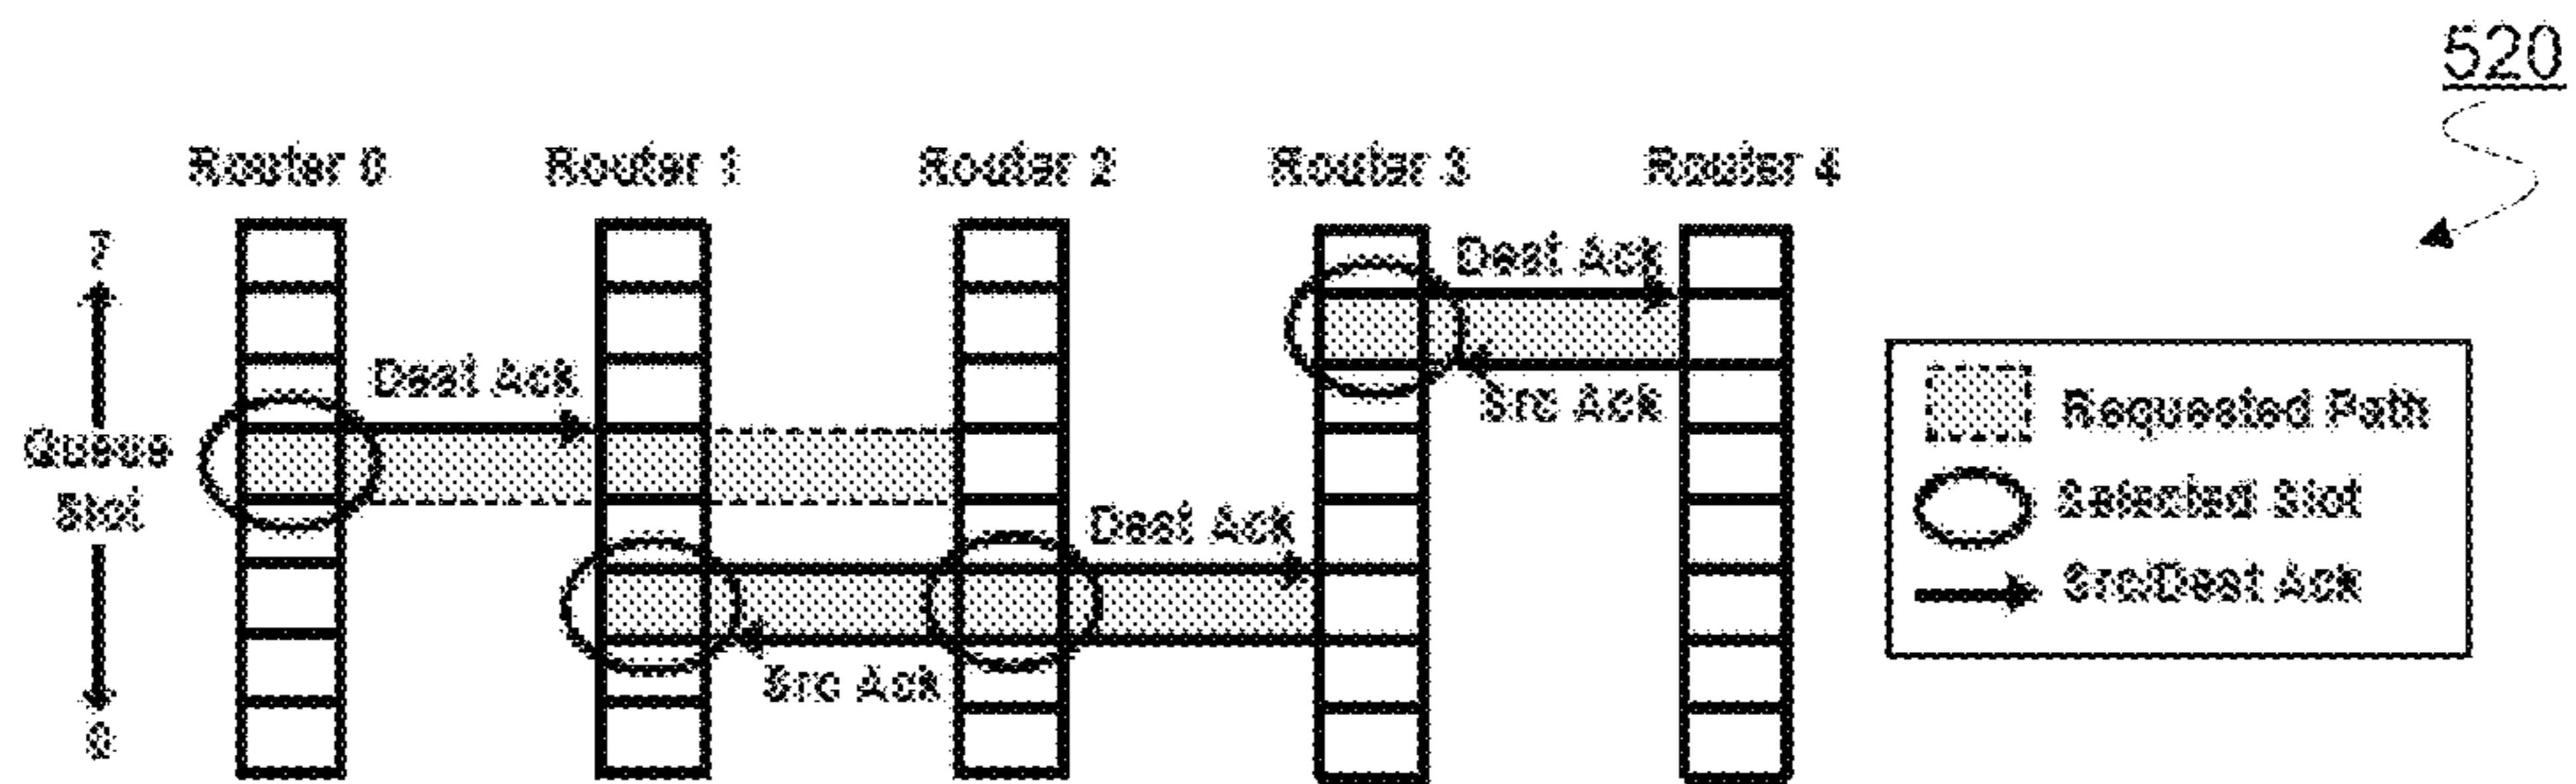 520
Router 0 Router 1 Router 2 Router 3 Router 4
7
Dest Ack
Dest Ack
Src Ack
Queue
Slot
Dest Ack
Src Ack
0
Requested Path
Selected Slot
Src/Dest Ack